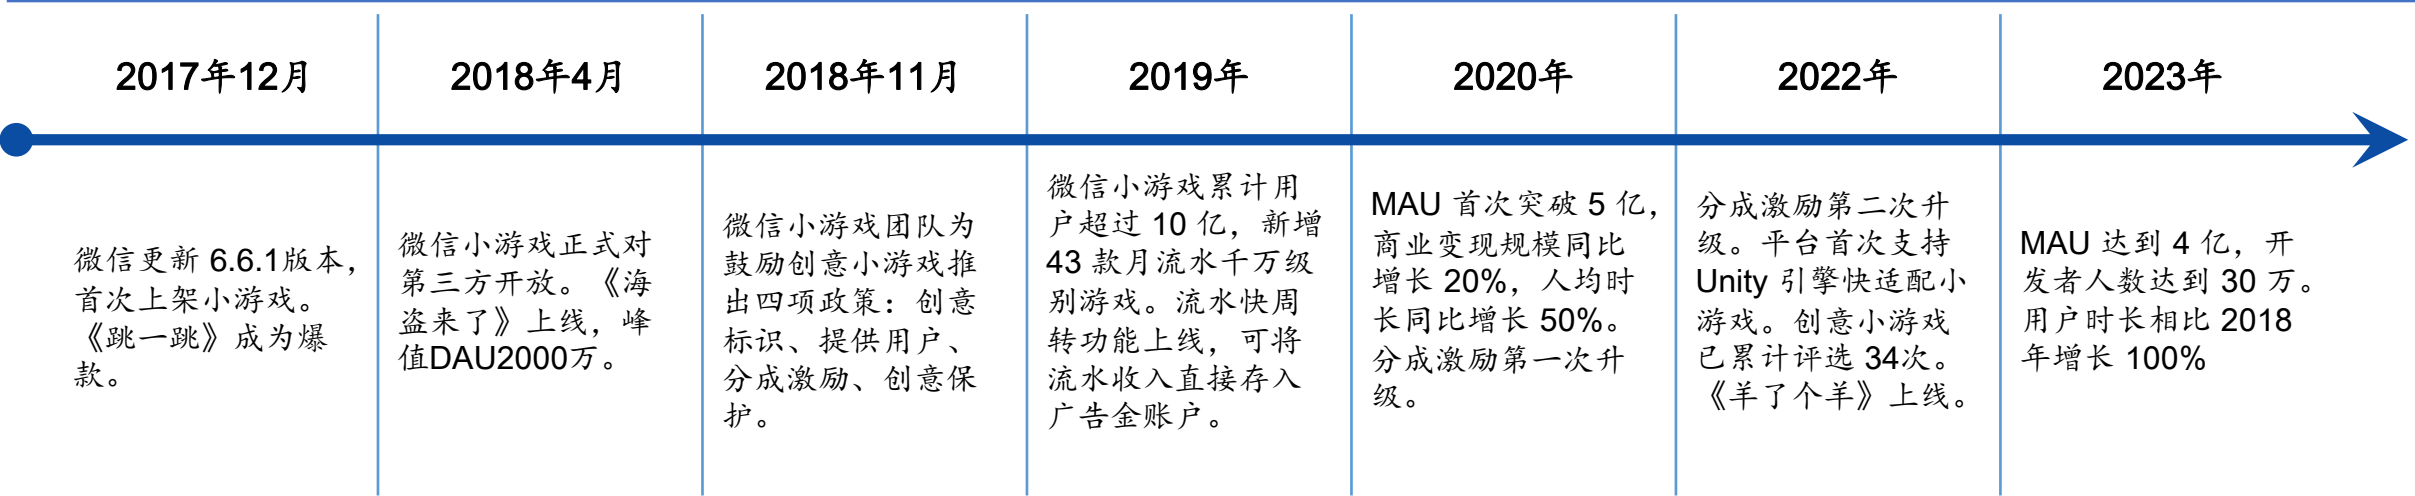 2017年12月
微信更新 6.6.1版本，
首次上架小游戏。
《跳一跳》成为爆
款。
2018年4月
微信小游戏正式对
第三方开放。《海
盗来了》上线，峰
值DAU2000万。
2018年11月
微信小游戏团队为
鼓励创意小游戏推
出四项政策：创意
标识、提供用户、
分成激励、创意保
护。
2019年
微信小游戏累计用
户超过 10 亿，新增
43 款月流水千万级
别游戏。流水快周
转功能上线，可将
流水收入直接存入
广告金账户。
2020年
MAU 首次突破 5 亿，
商业变现规模同比
增长 20%，人均时
长同比增长 50%。
分成激励第一次升
级。
2022年
分成激励第二次升
级。平台首次支持
Unity 引擎快适配小
游戏。创意小游戏
已累计评选 34次。
《羊了个羊》上线。
2023年
MAU 达到 4 亿，开
发者人数达到 30 万。
用户时长相比 2018
年增长 100%